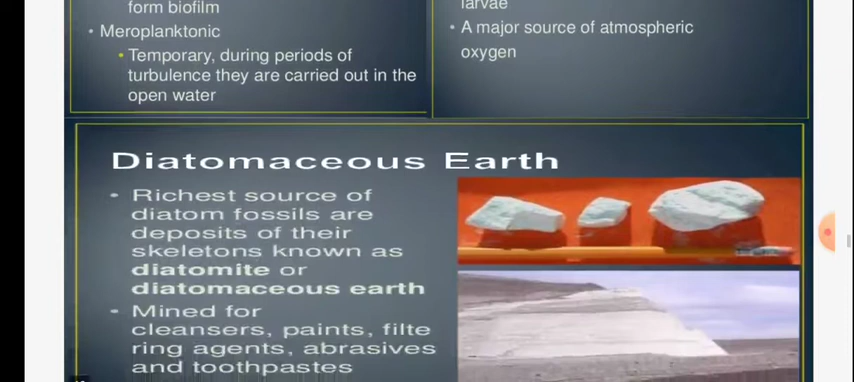 form biofilm
• Meroplanktonic
• Temporary, during periods of
turbulence they are carried out in the
open water
larvae
• A major source of atmospheric
oxygen
Diatomaceous Earth
• Richest source of
diatom fossils are
deposits of their
skeletons known as
diatomite or
diatomaceous earth
• Mined for
cleansers, paints, filte
ring agents, abrasives
and toothpastes